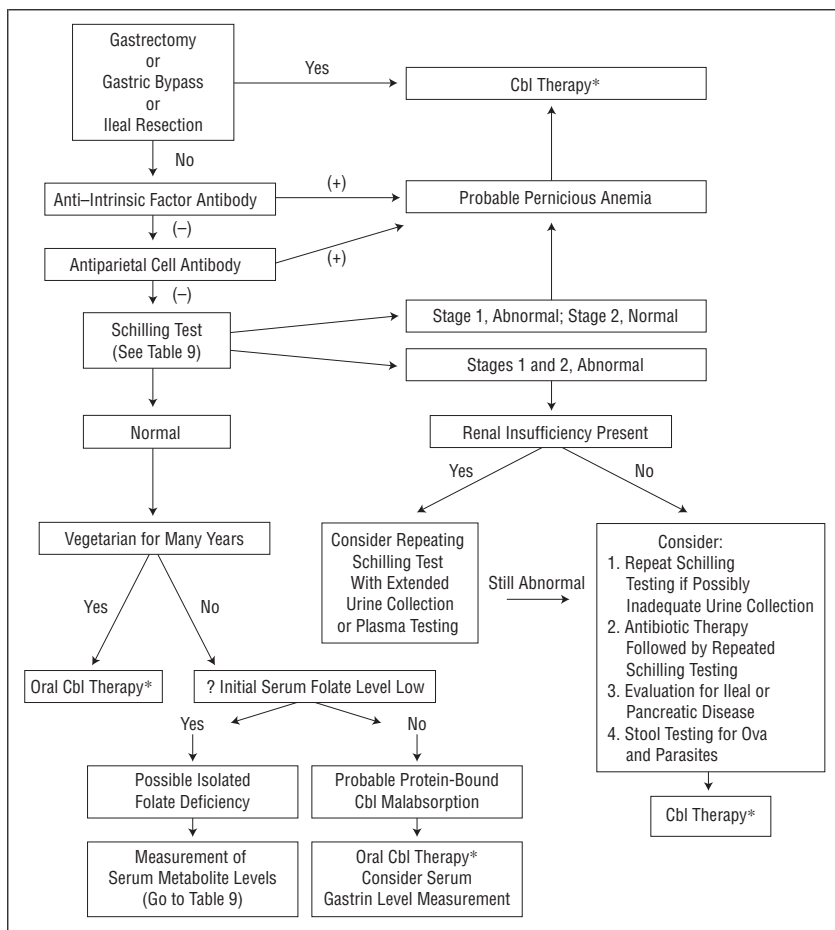 Gastrectomy
or
Gastric Bypass
or
Ileal Resection
Yes
Cbl Therapy*
No
Anti–Intrinsic Factor Antibody
(+)
Probable Pernicious Anemia
(–)
Antiparietal Cell Antibody
(+)
(–)
Schilling Test
(See Table 9)
Stage 1, Abnormal; Stage 2, Normal
Stages 1 and 2, Abnormal
Normal
Renal Insufficiency Present
Yes
No
Vegetarian for Many Years
Consider Repeating
Schilling Test
With Extended
Urine Collection
or Plasma Testing
Still Abnormal
Consider:
1. Repeat Schilling
Testing if Possibly
Inadequate Urine Collection
2. Antibiotic Therapy
Followed by Repeated
Schilling Testing
3. Evaluation for Ileal or
Pancreatic Disease
4. Stool Testing for Ova
and Parasites
Yes
No
Oral Cbl Therapy*
? Initial Serum Folate Level Low
Yes
No
Possible Isolated
Folate Deficiency
Probable Protein-Bound
Cbl Malabsorption
Cbl Therapy*
Measurement of
Serum Metabolite Levels
(Go to Table 9)
Oral Cbl Therapy*
Consider Serum
Gastrin Level Measurement